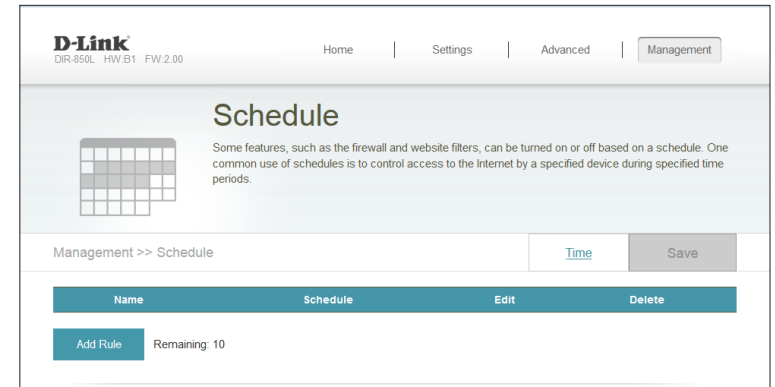 D-Link
DIR-850L HW:B1 FW:2.00
Home Settings Advanced Management
Schedule
Some features, such as the firewall and website filters, can be turned on or off based on a schedule. One
common use of schedules is to control access to the Internet by a specified device during specified time
periods.
Management >> Schedule
Time Save
Name Schedule Edit Delete
Add Rule Remaining: 10